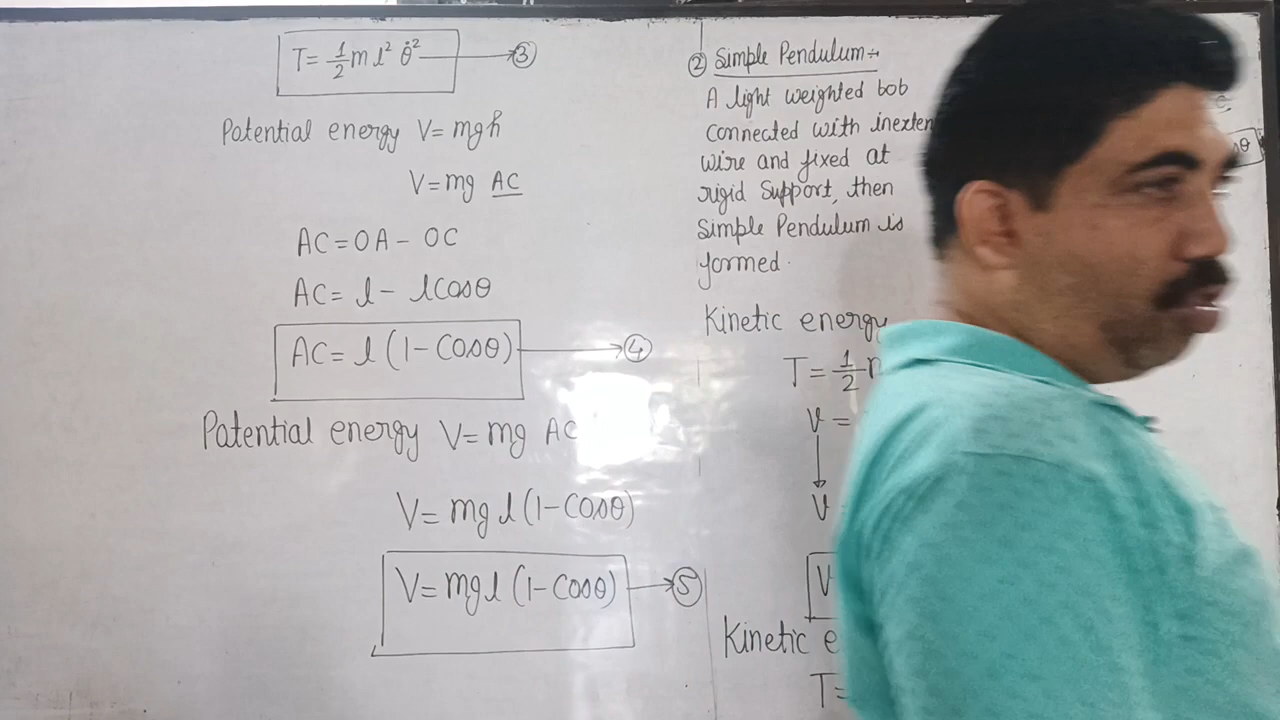 T = 1/2 m l² θ̇² → ③
Potential energy V = mgh
V = mg AC
AC = OA - OC
AC = l - l Cosθ
AC = l (1 - Cosθ) → ④
Patential energy V = mg AC
V = mg l (1 - Cosθ)
V = mg l (1 - Cosθ) → ⑤
② Simple Pendulum :-
A light weighted bob
Connected with inexten
wire and fixed at
rigid Support, then
Simple Pendulum is
formed.
Kinetic energy
T = 1/2
v =
v
V
Kinetic e
T =